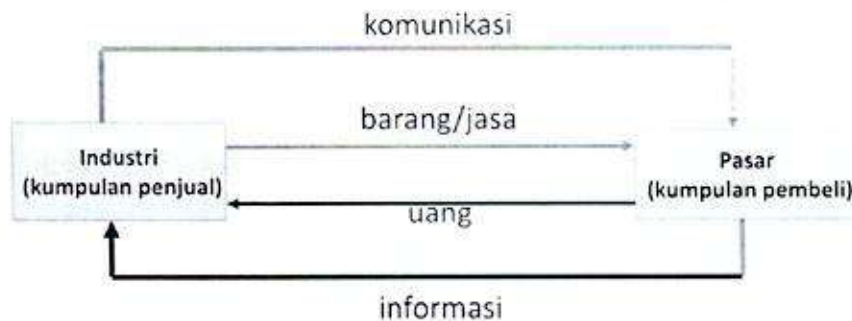 komunikasi
barang/jasa
Industri
(kumpulan penjual)
Pasar
(kumpulan pembeli)
uang
informasi